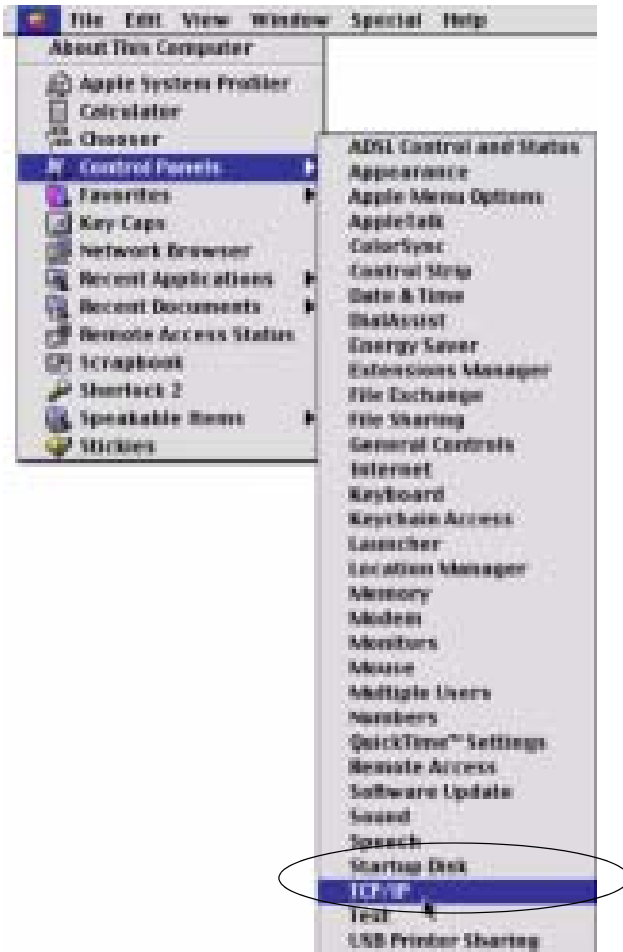 File Edit View Window Special Help
About This Computer
Apple System Profiler
Calculator
Chooser
Control Panels
Favorites
Key Caps
Network Browser
Recent Applications
Recent Documents
Remote Access Status
Scrapbook
Sherlock 2
Speakable Items
Stickies
ADSL Control and Status
Appearance
Apple Menu Options
AppleTalk
ColorSync
Control Strip
Date & Time
DialAssist
Energy Saver
Extensions Manager
File Exchange
File Sharing
General Controls
Internet
Keyboard
Keychain Access
Launcher
Location Manager
Memory
Modem
Monitors
Mouse
Multiple Users
Numbers
QuickTime™ Settings
Remote Access
Software Update
Sound
Speech
Startup Disk
TCP/IP
Text
USB Printer Sharing